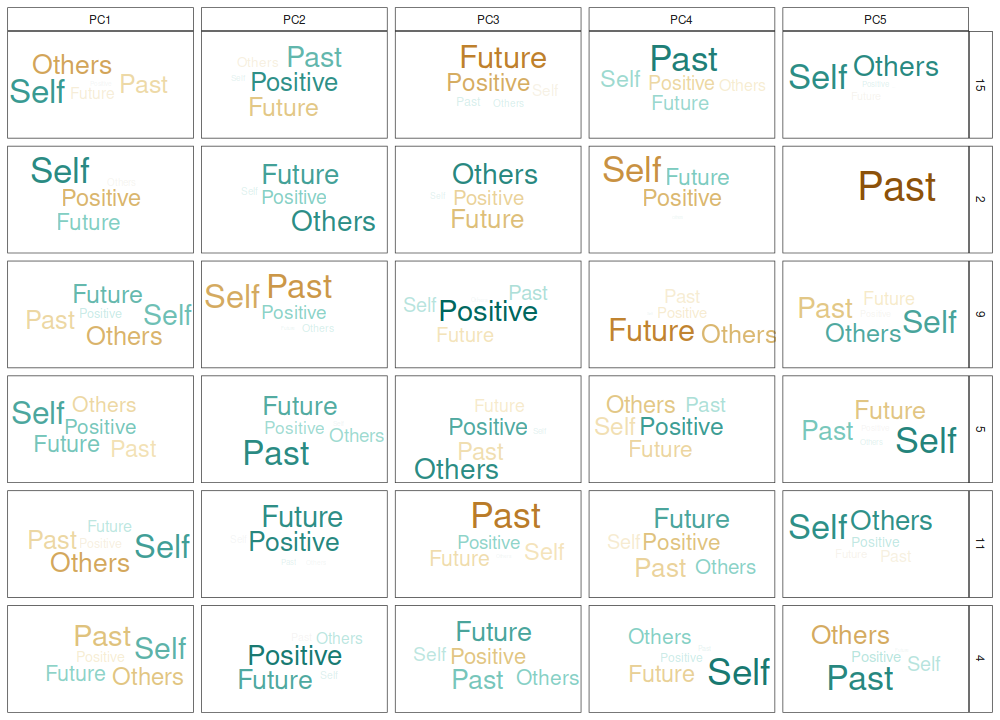 PC1 PC2 PC3 PC4 PC5
Others Self Future Past
Others Past Self Positive Future
Future Positive Self Past Others
Past Self Positive Others Future
Self Others Positive Future
15
Self Others Positive Future
Future Self Positive Others
Others Self Positive Future
Self Future Positive
Past
2
Future Positive Past Self Others
Self Past Positive Others
Past Self Positive Future
Past Positive Future Others
Past Future Positive Others Self
9
Self Others Positive Future Past
Future Positive Others Past
Future Positive Self Past Others
Others Past Self Positive Future
Future Positive Past Others Self
5
Future Past Positive Self Others
Future Self Positive Past
Past Positive Future Self
Future Self Positive Past Others
Self Others Positive Future Past
11
Past Self Positive Future Others
Past Others Positive Future Self
Future Self Positive Past Others
Others Past Positive Future Self
Others Positive Self Past
4